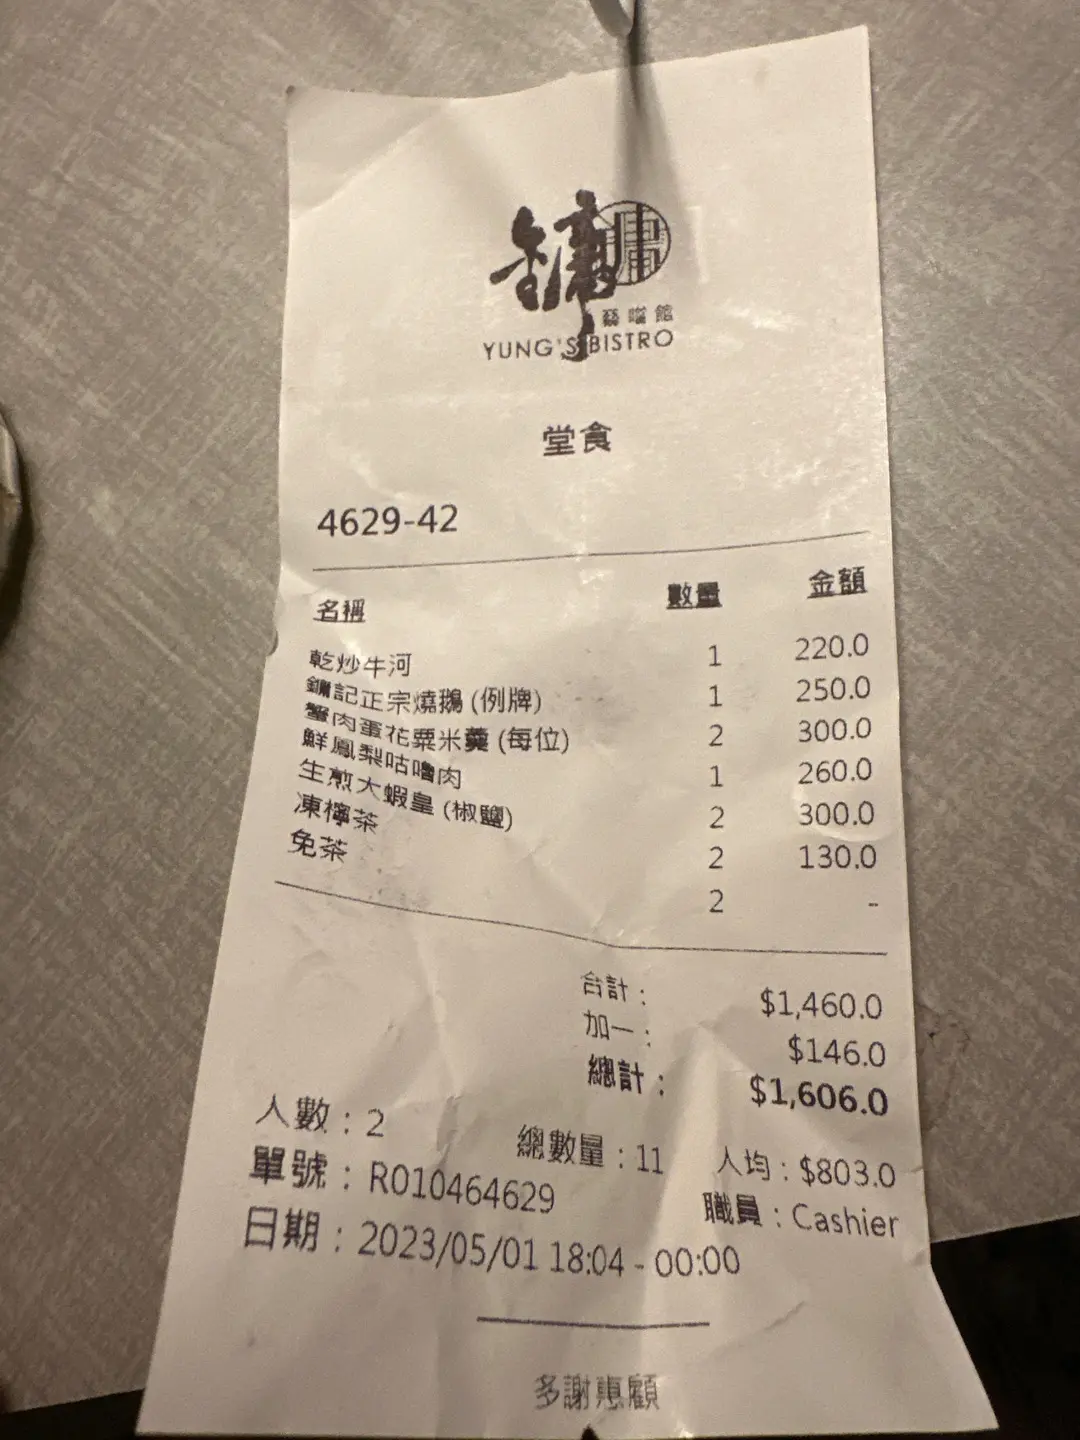 鏞
鏞藝噹館
YUNG'S BISTRO
堂食
4629-42
名稱 數量 金額
乾炒牛河 1 220.0
鏞記正宗燒鵝 (例牌) 1 250.0
蟹肉蛋花粟米羹 (每位) 2 300.0
鮮鳳梨咕嚕肉 1 260.0
生煎大蝦皇 (椒鹽) 2 300.0
凍檸茶 2 130.0
免茶 2 -
合計： $1,460.0
加一： $146.0
總計： $1,606.0
人數：2 總數量：11 人均：$803.0
單號：R010464629 職員：Cashier
日期：2023/05/01 18:04 - 00:00
多謝惠顧